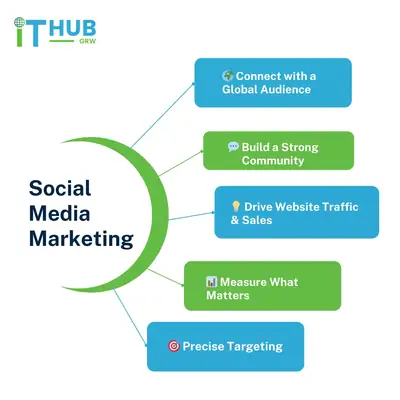 iT HUB
GRW
🌍 Connect with a
Global Audience
💬 Build a Strong
Community
Social
Media
Marketing
💡 Drive Website Traffic
& Sales
📊 Measure What
Matters
🎯 Precise Targeting